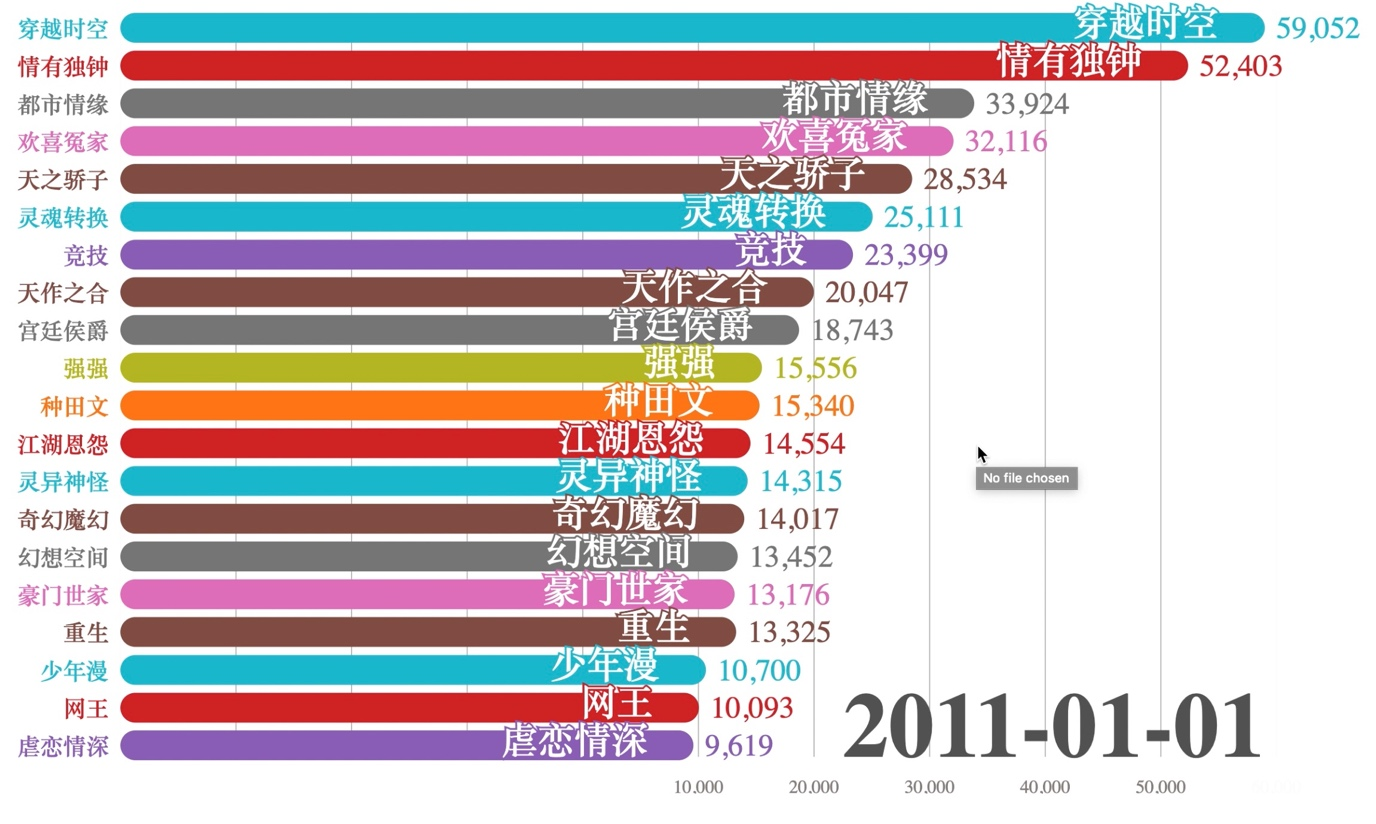 穿越时空 穿越时空 59,052
情有独钟 情有独钟 52,403
都市情缘 都市情缘 33,924
欢喜冤家 欢喜冤家 32,116
天之骄子 天之骄子 28,534
灵魂转换 灵魂转换 25,111
竞技 竞技 23,399
天作之合 天作之合 20,047
宫廷侯爵 宫廷侯爵 18,743
强强 强强 15,556
种田文 种田文 15,340
江湖恩怨 江湖恩怨 14,554
灵异神怪 灵异神怪 14,315
No file chosen
奇幻魔幻 奇幻魔幻 14,017
幻想空间 幻想空间 13,452
豪门世家 豪门世家 13,176
重生 重生 13,325
少年漫 少年漫 10,700
网王 网王 10,093
虐恋情深 虐恋情深 9,619
2011-01-01
10,000 20,000 30,000 40,000 50,000